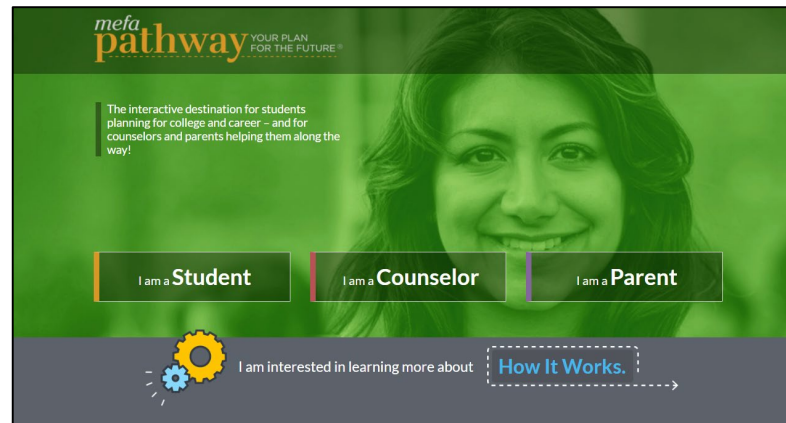 mefa
pathway YOUR PLAN
FOR THE FUTURE®
The interactive destination for students
planning for college and career – and for
counselors and parents helping them along the
way!
I am a Student
I am a Counselor
I am a Parent
I am interested in learning more about How It Works.